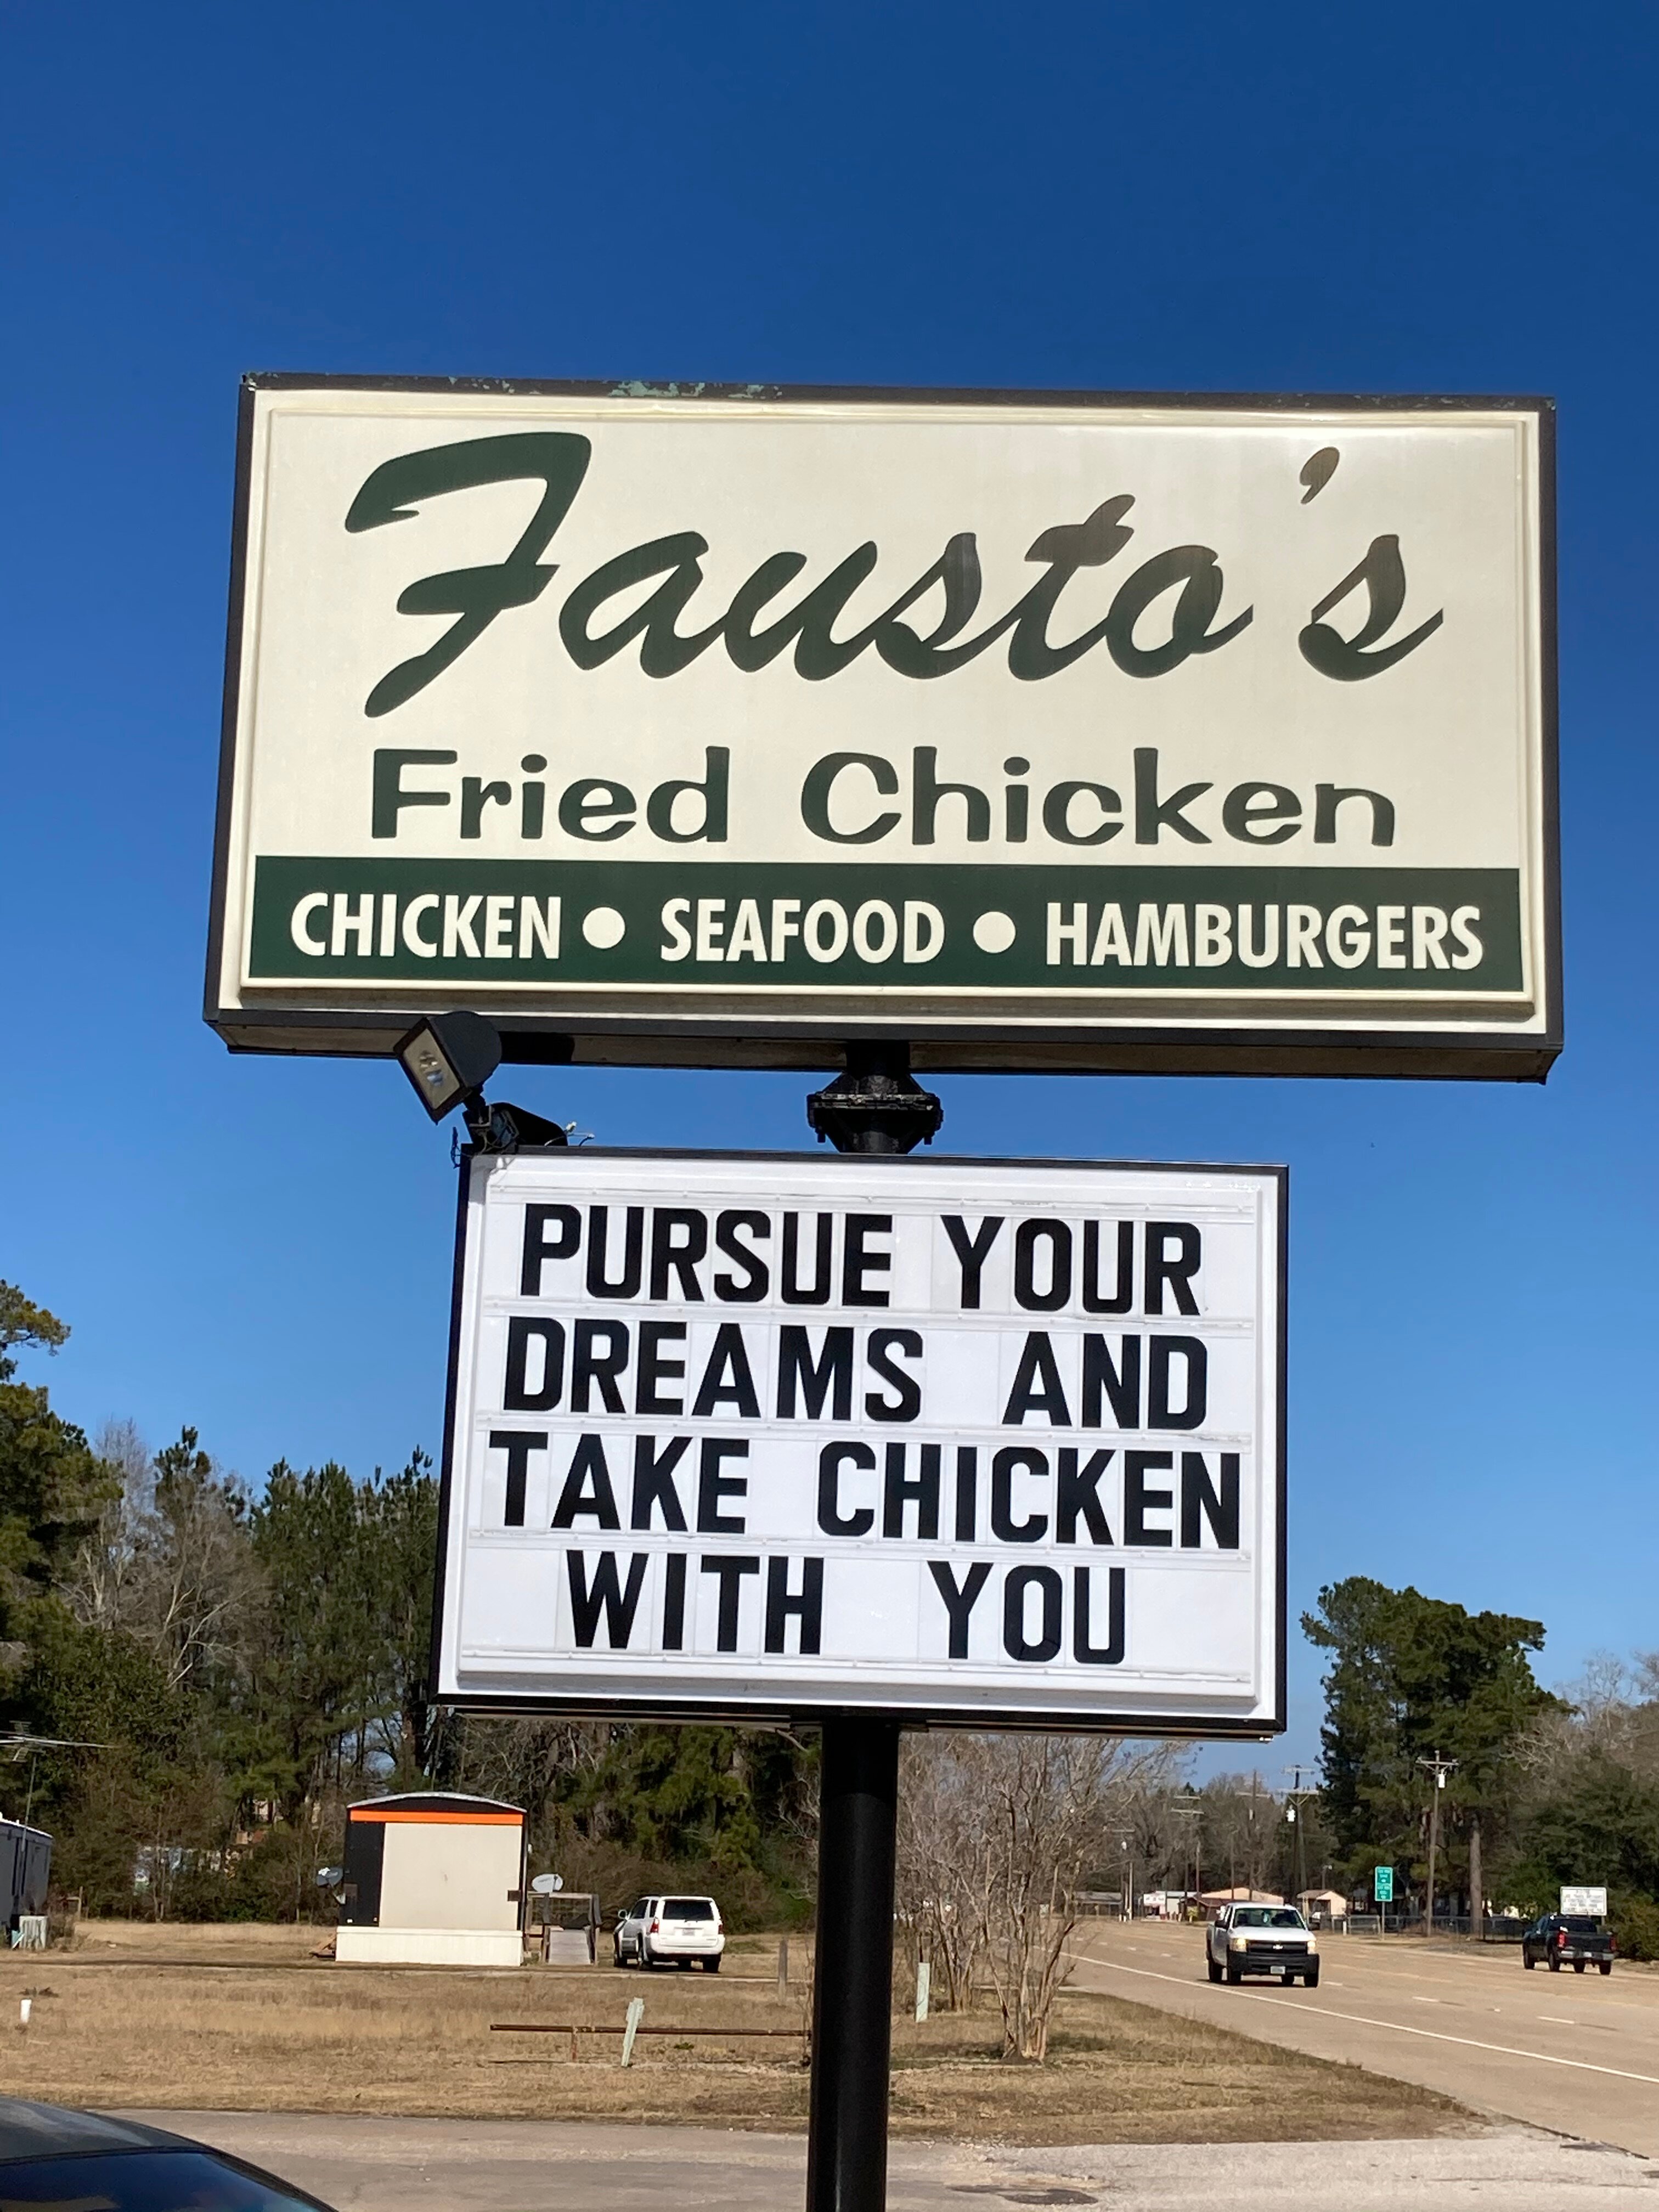 Fausto's
Fried Chicken
CHICKEN • SEAFOOD • HAMBURGERS
PURSUE YOUR
DREAMS AND
TAKE CHICKEN
WITH YOU